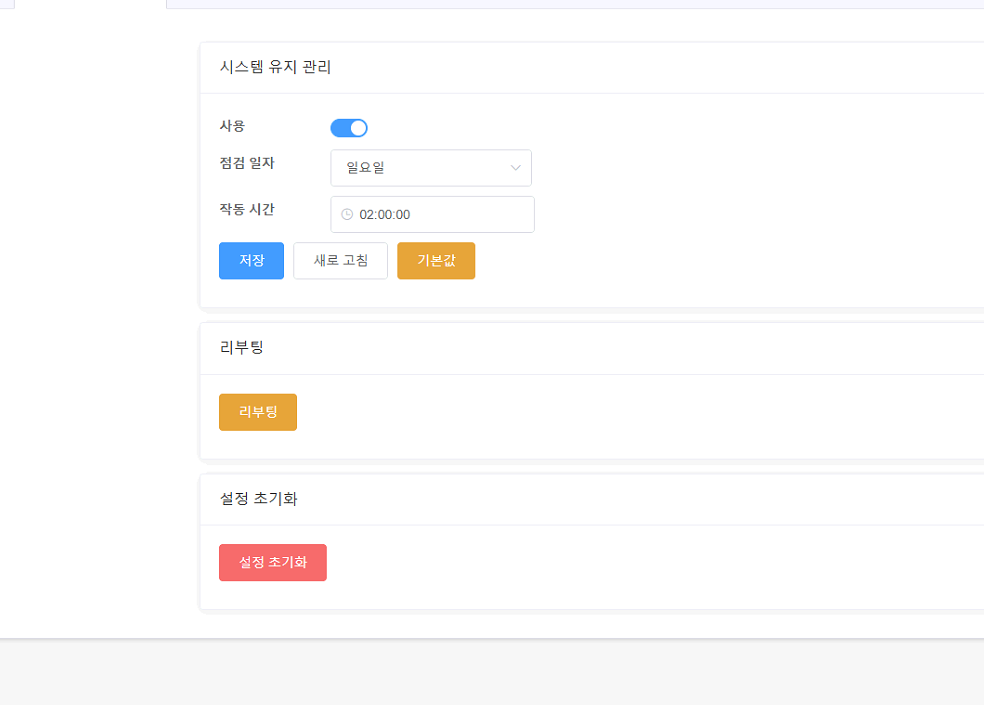 시스템 유지 관리
사용
점검 일자 일요일
작동 시간 02:00:00
저장 새로 고침 기본값
리부팅
리부팅
설정 초기화
설정 초기화